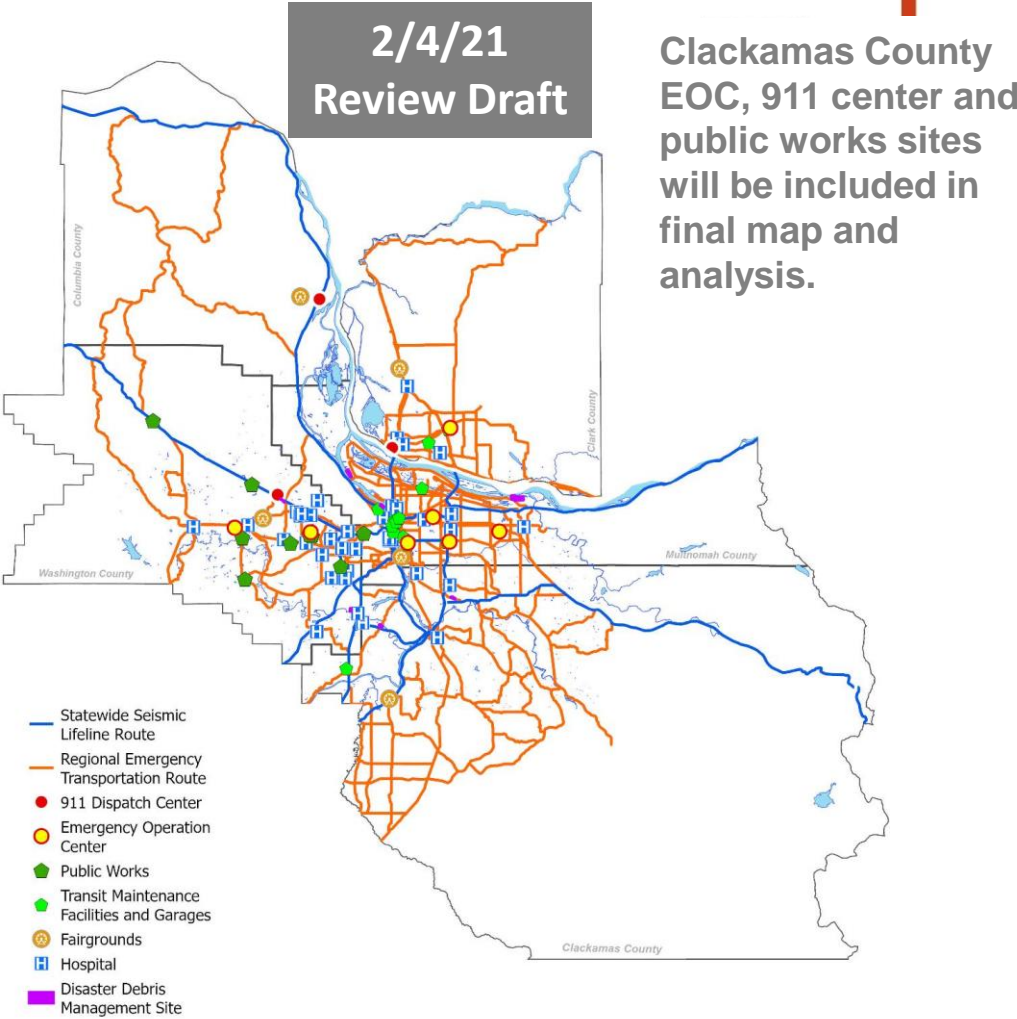 2/4/21
Review Draft
Clackamas County
EOC, 911 center and
public works sites
will be included in
final map and
analysis.
Columbia County
Clark County
Multnomah County
Washington County
Clackamas County
Statewide Seismic
Lifeline Route
Regional Emergency
Transportation Route
911 Dispatch Center
Emergency Operation
Center
Public Works
Transit Maintenance
Facilities and Garages
Fairgrounds
H Hospital
Disaster Debris
Management Site